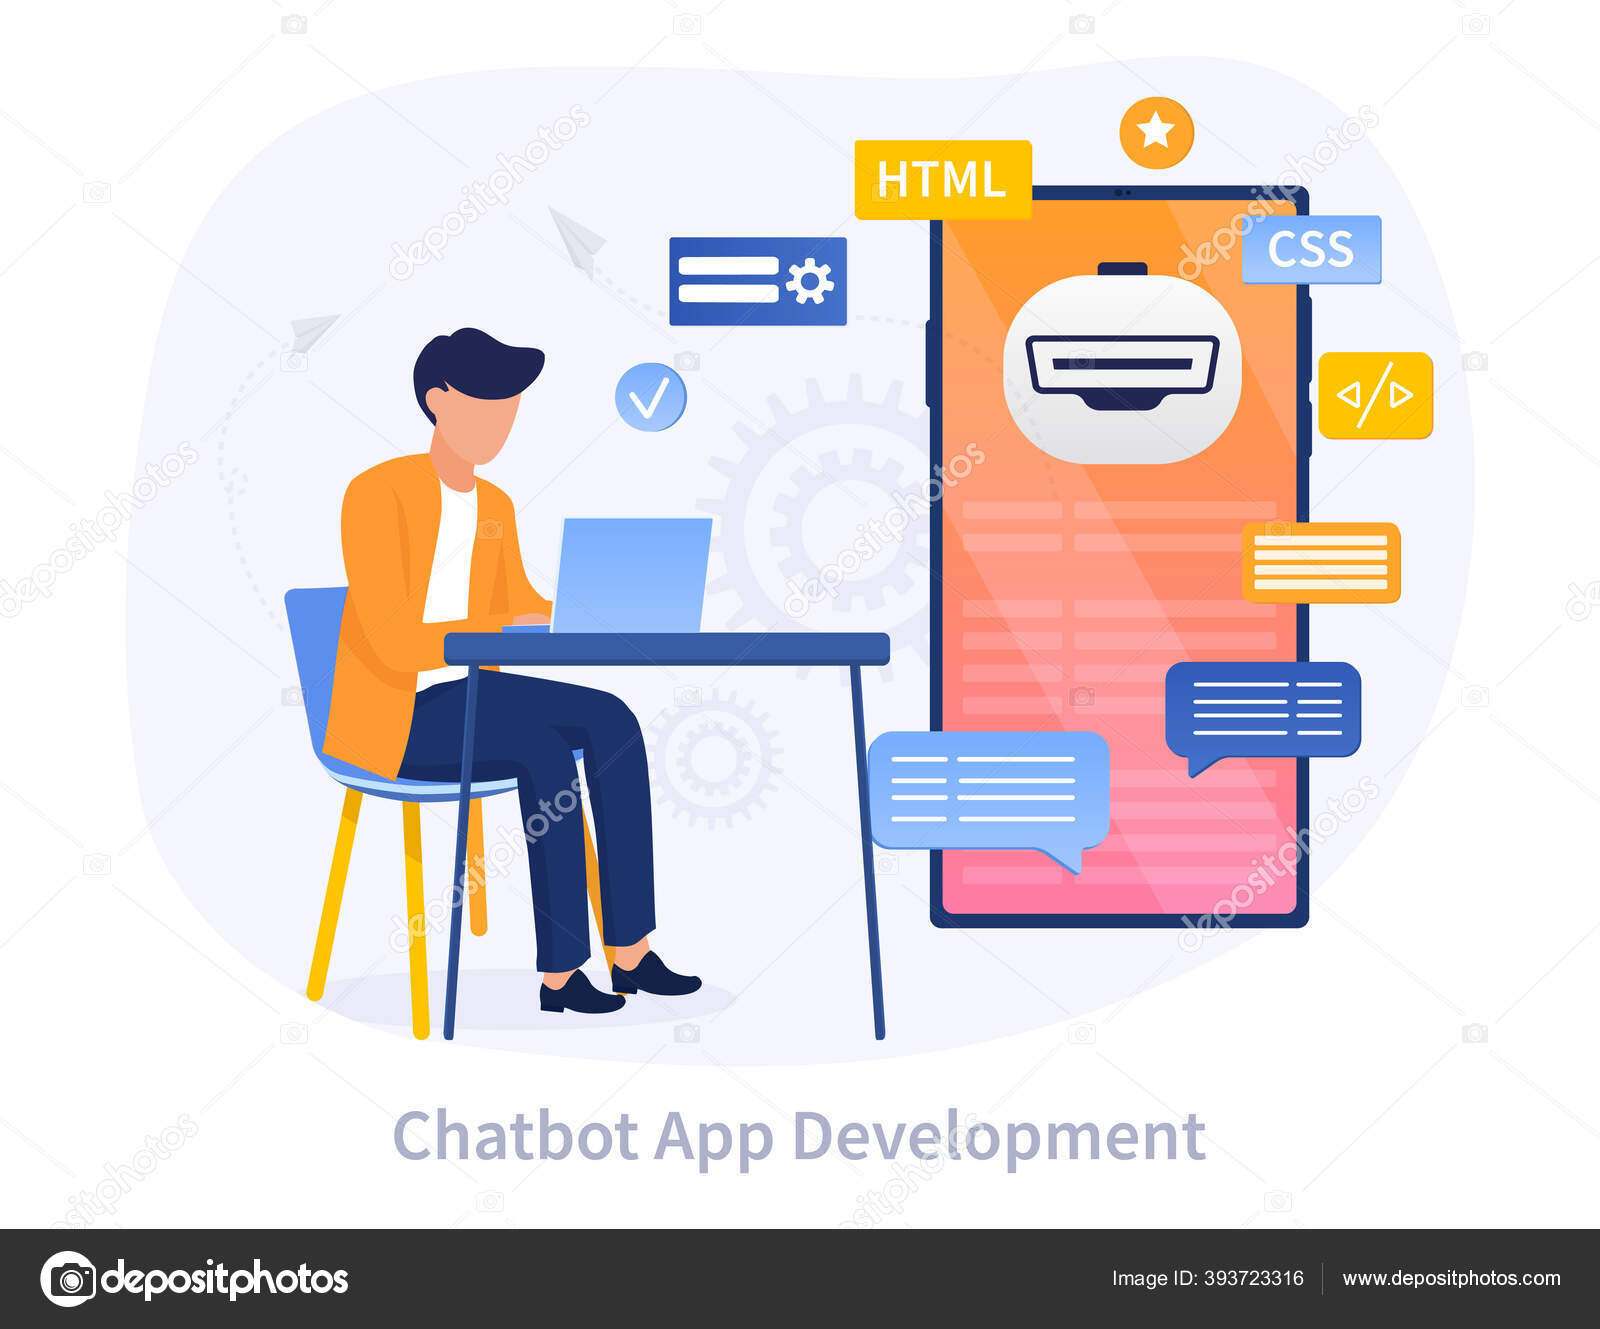 HTML
CSS
</>
Chatbot App Development
depositphotos
Image ID: 393723316
www.depositphotos.com